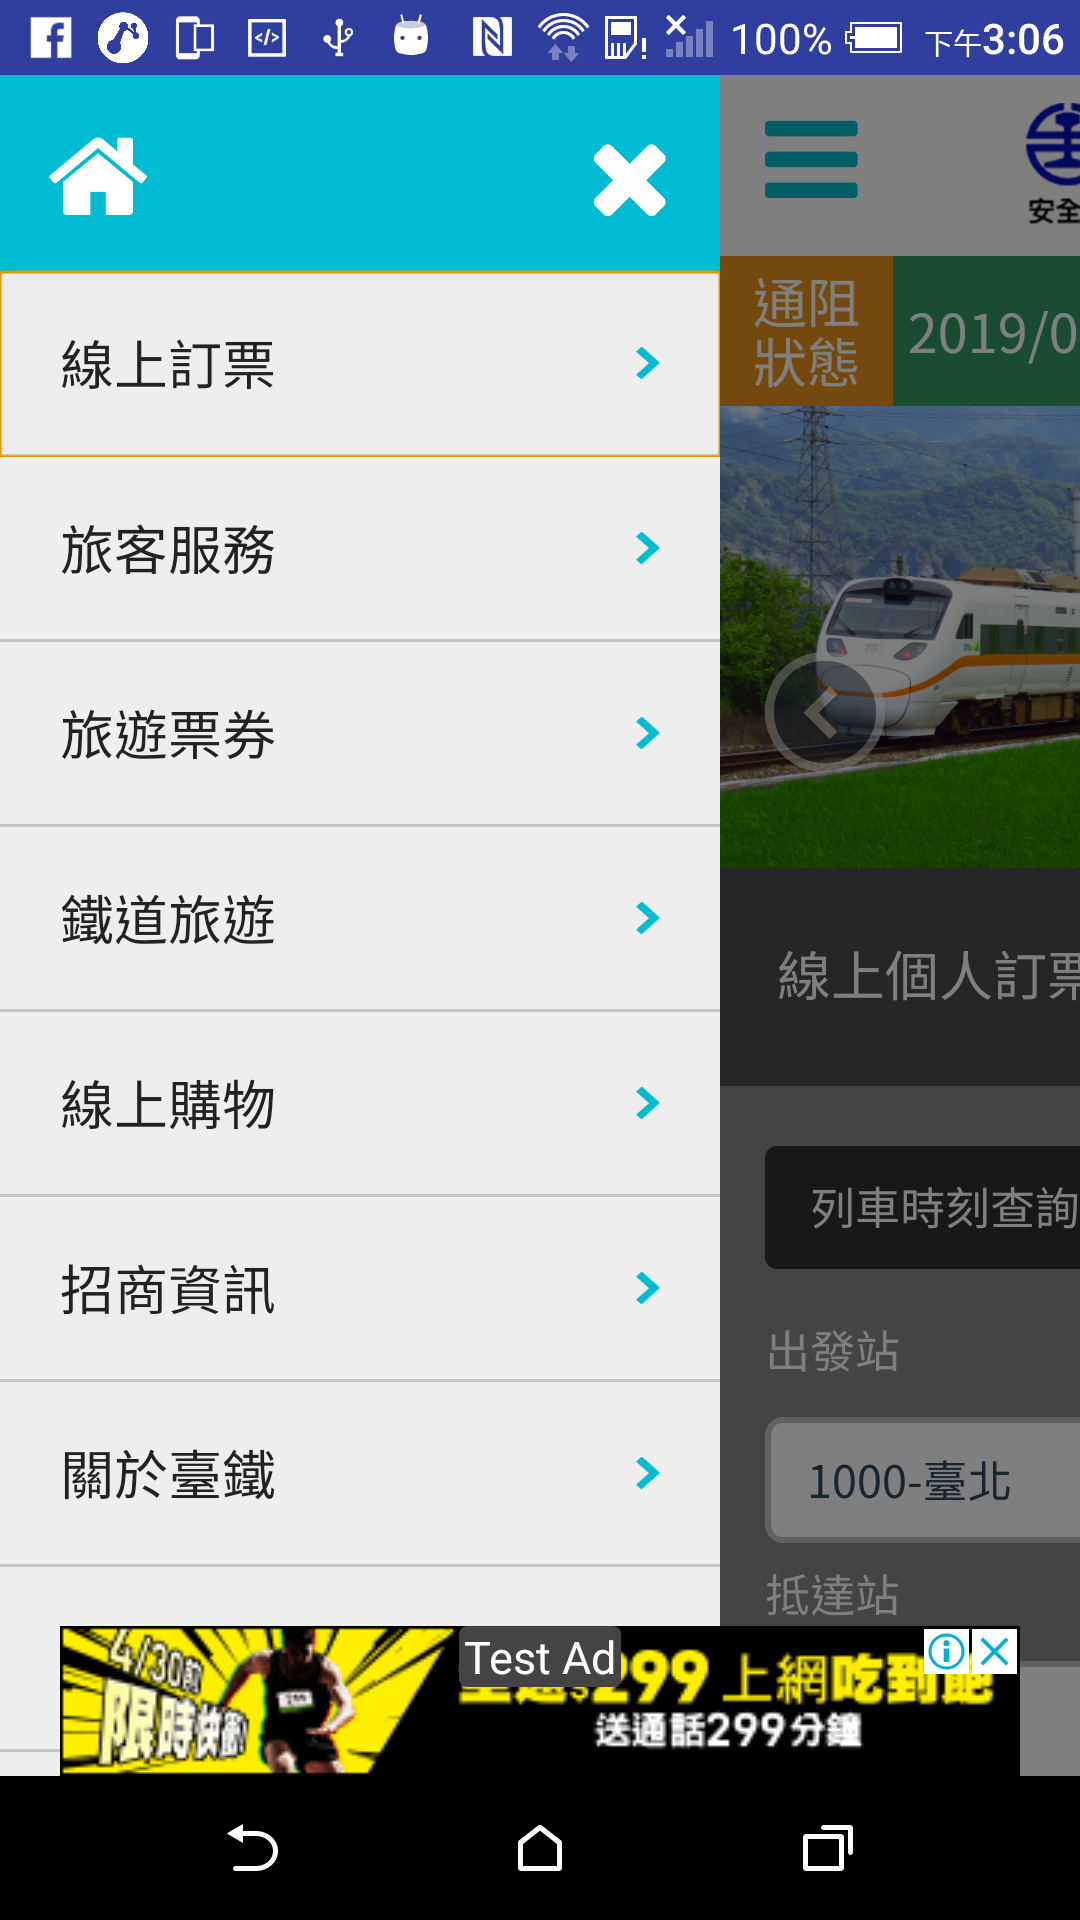 100% 下午3:06
安全
通阻
狀態
2019/0
線上訂票
旅客服務
旅遊票券
鐵道旅遊
線上購物
招商資訊
關於臺鐵
線上個人訂票
列車時刻查詢
出發站
1000-臺北
抵達站
Test Ad
4/30前
限時快衝!
299 上網吃到飽
送通話299分鐘